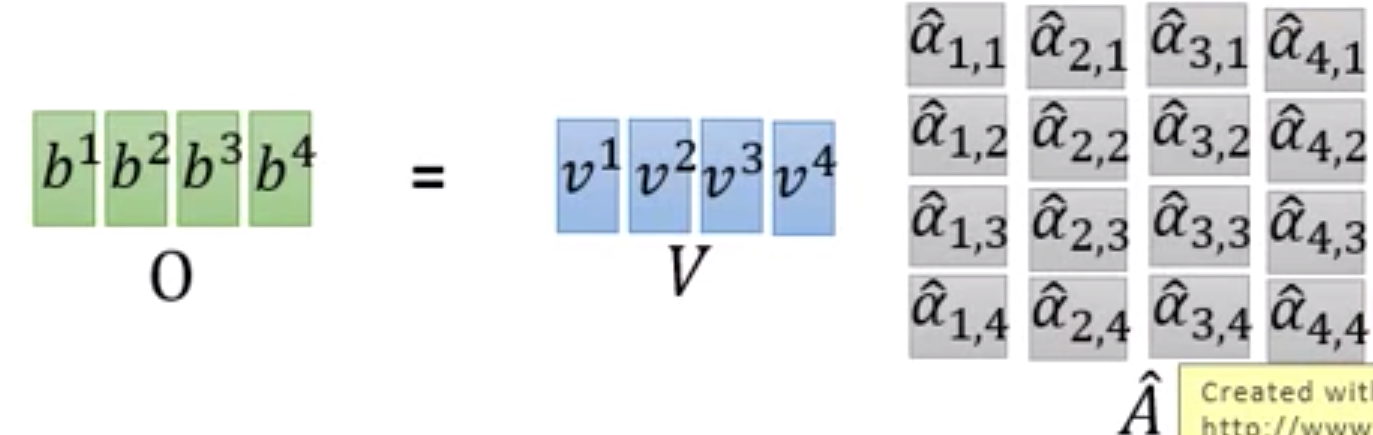 b¹ b² b³ b⁴ = v¹ v² v³ v⁴
O V
α̂₁,₁ α̂₂,₁ α̂₃,₁ α̂₄,₁
α̂₁,₂ α̂₂,₂ α̂₃,₂ α̂₄,₂
α̂₁,₃ α̂₂,₃ α̂₃,₃ α̂₄,₃
α̂₁,₄ α̂₂,₄ α̂₃,₄ α̂₄,₄
Â
Created with
http://www